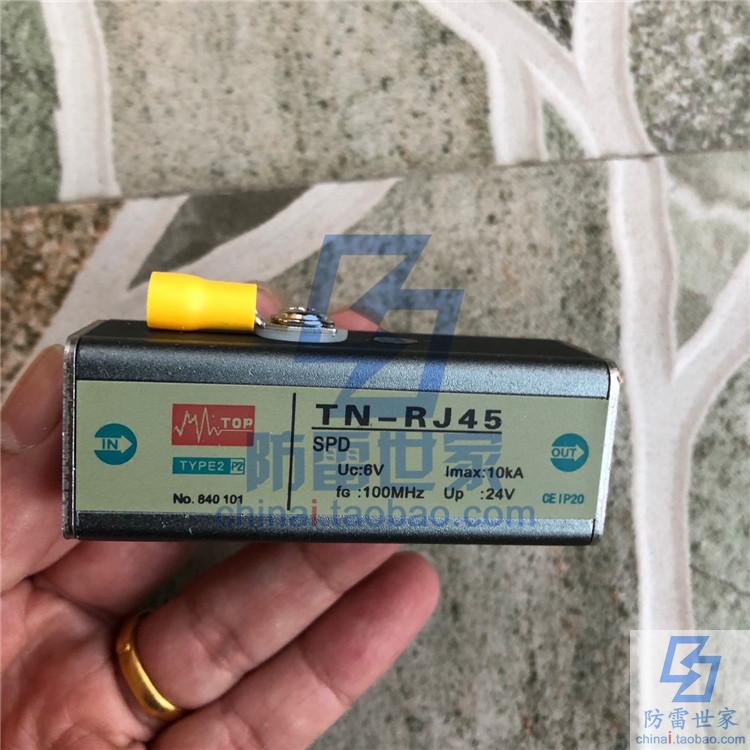 IN
TOP
TYPE2 P2
No. 840 101
TN-RJ45
SPD
Uc:6V Imax:10kA
fg :100MHz Up :24V
OUT
CE IP20
防雷世家
chinai.taobao.com
防雷世家
chinai.taobao.com